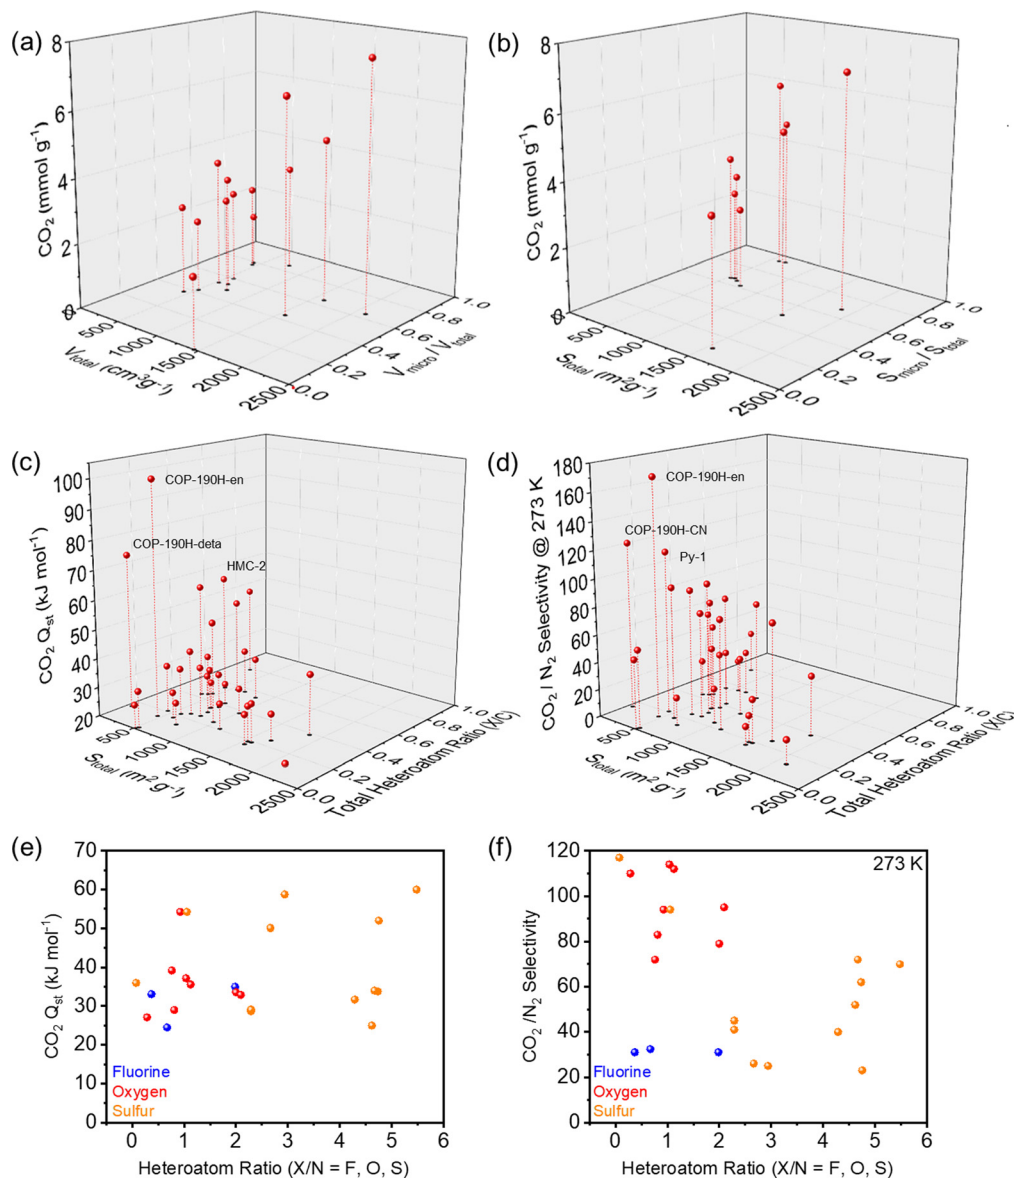 (a)
8
6
4
2
0
CO₂ (mmol g⁻¹)
0
500
1000
1500
2000
2500
Vtotal (cm³g⁻¹)
0.0
0.2
0.4
0.6
0.8
1.0
Vmicro / Vtotal
(b)
8
6
4
2
0
CO₂ (mmol g⁻¹)
0
500
1000
1500
2000
2500
Stotal (m²g⁻¹)
0.0
0.2
0.4
0.6
0.8
1.0
Smicro / Stotal
(c)
100
90
80
70
60
50
40
30
20
CO₂ Qst (kJ mol⁻¹)
COP-190H-en
COP-190H-deta
HMC-2
500
1000
1500
2000
2500
Stotal (m² g⁻¹)
0.0
0.2
0.4
0.6
0.8
1.0
Total Heteroatom Ratio (X/C)
(d)
180
160
140
120
100
80
60
40
20
0
CO₂ / N₂ Selectivity @ 273 K
COP-190H-en
COP-190H-CN
Py-1
500
1000
1500
2000
2500
Stotal (m² g⁻¹)
0.0
0.2
0.4
0.6
0.8
1.0
Total Heteroatom Ratio (X/C)
(e)
70
60
50
40
30
20
10
0
CO₂ Qst (kJ mol⁻¹)
Fluorine
Oxygen
Sulfur
0 1 2 3 4 5 6
Heteroatom Ratio (X/N = F, O, S)
(f)
120
100
80
60
40
20
0
CO₂ /N₂ Selectivity
273 K
Fluorine
Oxygen
Sulfur
0 1 2 3 4 5 6
Heteroatom Ratio (X/N = F, O, S)